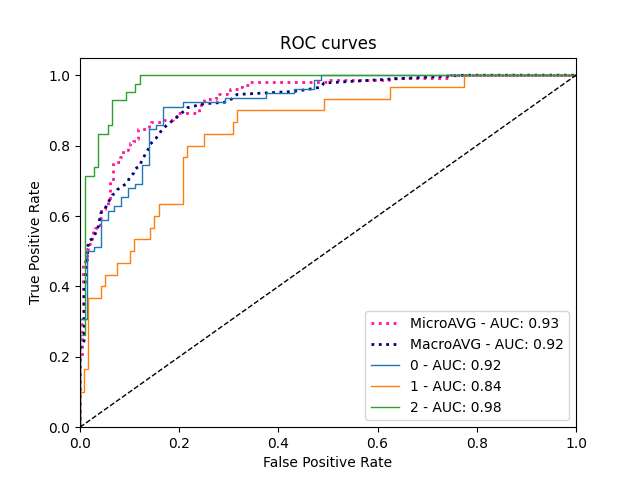 ROC curves
True Positive Rate
1.0
0.8
0.6
0.4
0.2
0.0
MicroAVG - AUC: 0.93
MacroAVG - AUC: 0.92
0 - AUC: 0.92
1 - AUC: 0.84
2 - AUC: 0.98
0.0 0.2 0.4 0.6 0.8 1.0
False Positive Rate